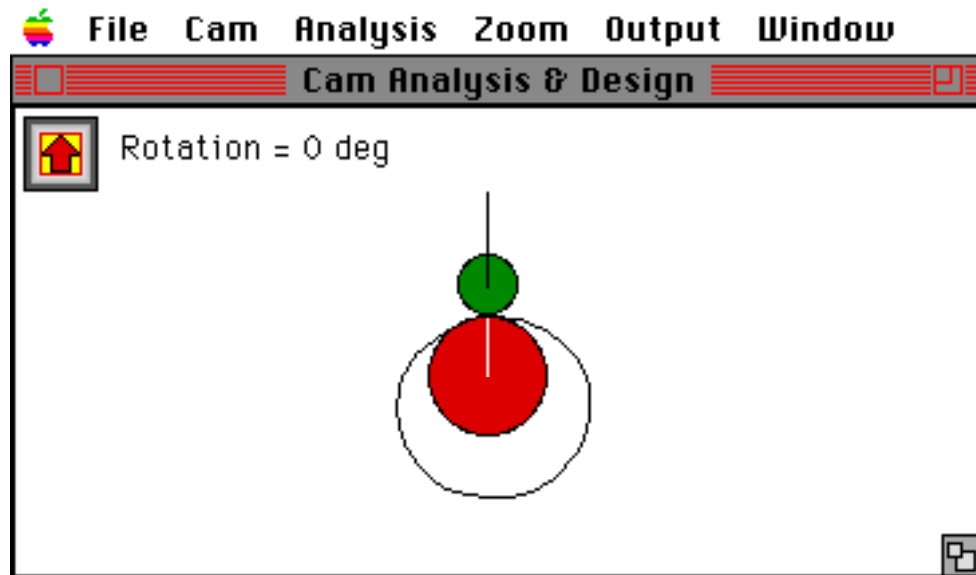 File Cam Analysis Zoom Output Window
Cam Analysis & Design
Rotation = 0 deg